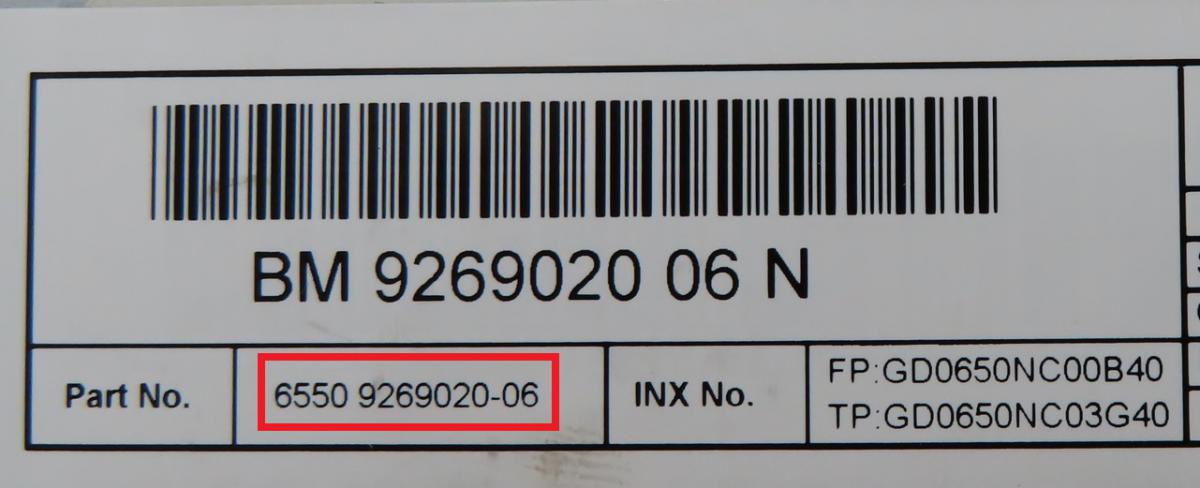 BM 9269020 06 N
Part No.
6550 9269020-06
INX No.
FP:GD0650NC00B40
TP:GD0650NC03G40